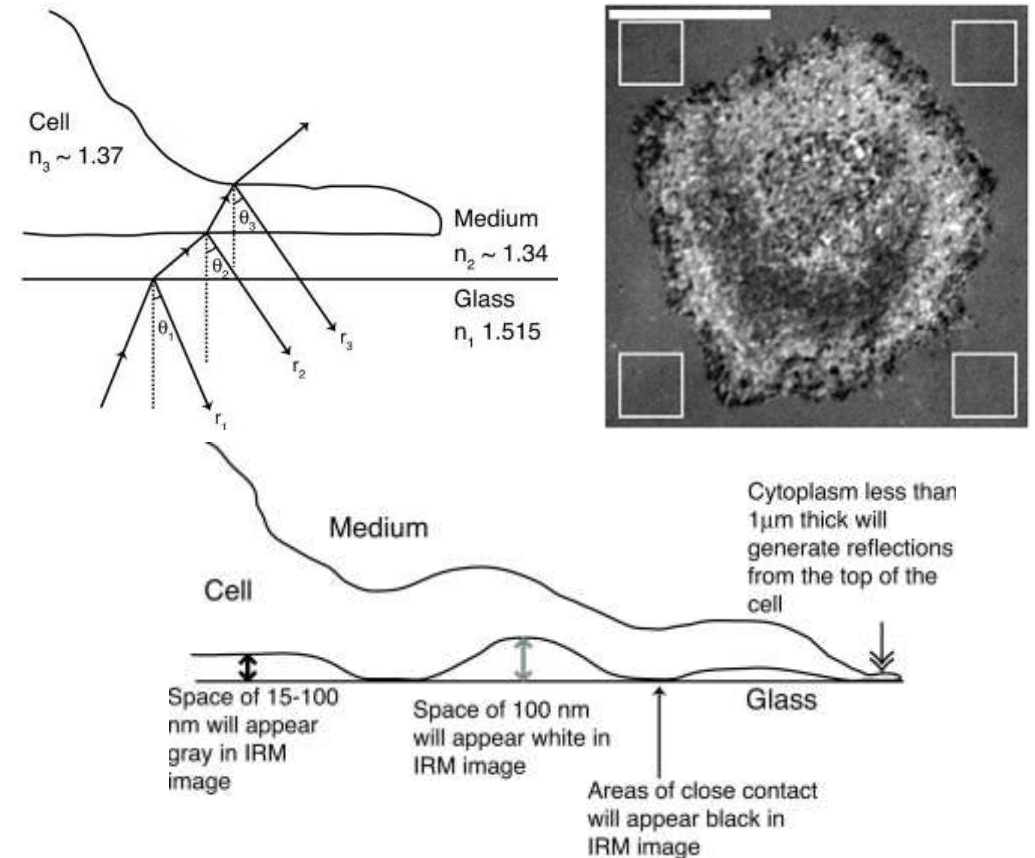 Cell
n3 ~ 1.37
θ3
Medium
n2 ~ 1.34
θ2
Glass
n1 1.515
θ1
r3
r2
r1
Cytoplasm less than
1μm thick will
generate reflections
from the top of the
cell
Medium
Cell
Space of 15-100
nm will appear
gray in IRM
image
Space of 100 nm
will appear white in
IRM image
Glass
Areas of close contact
will appear black in
IRM image